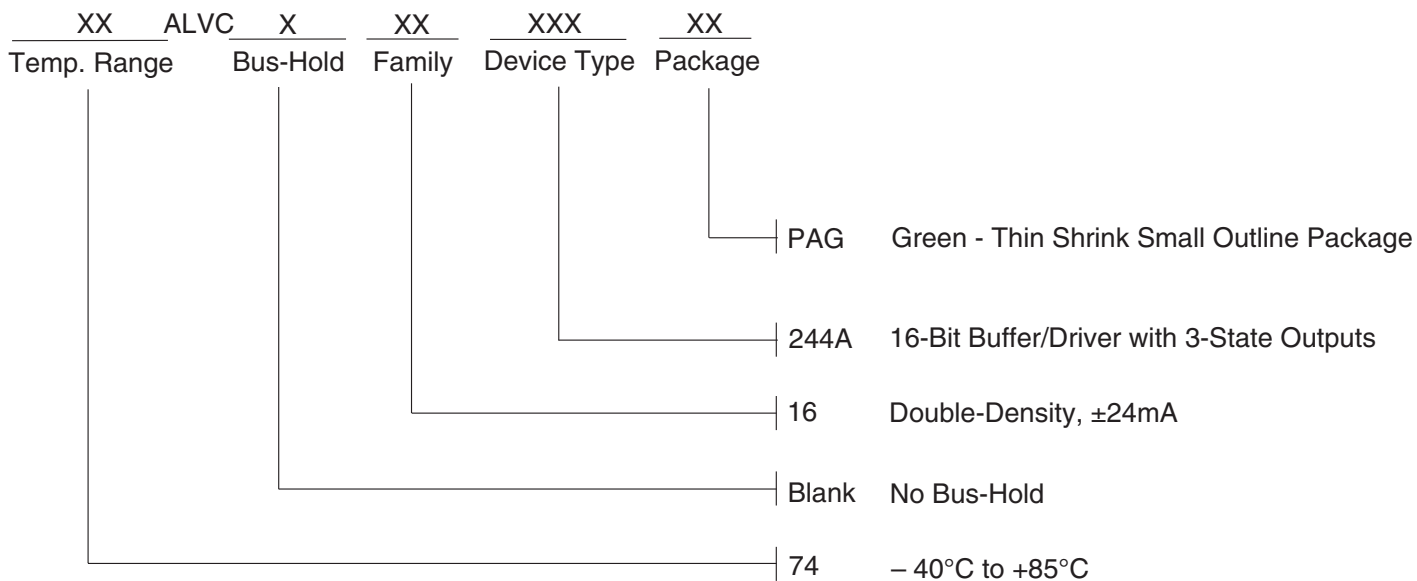 XX ALVC X XX XXX XX
Temp. Range Bus-Hold Family Device Type Package
PAG Green - Thin Shrink Small Outline Package
244A 16-Bit Buffer/Driver with 3-State Outputs
16 Double-Density, ±24mA
Blank No Bus-Hold
74 – 40°C to +85°C